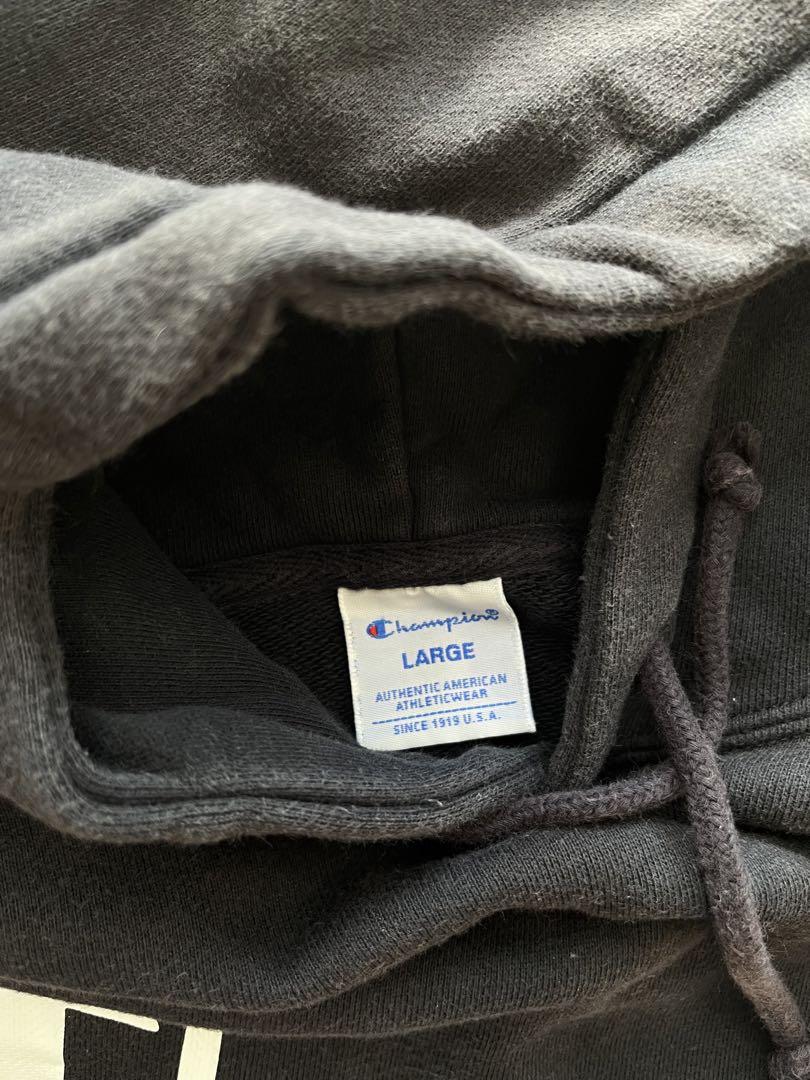 Champion
LARGE
AUTHENTIC AMERICAN
ATHLETICWEAR
SINCE 1919 U.S.A.